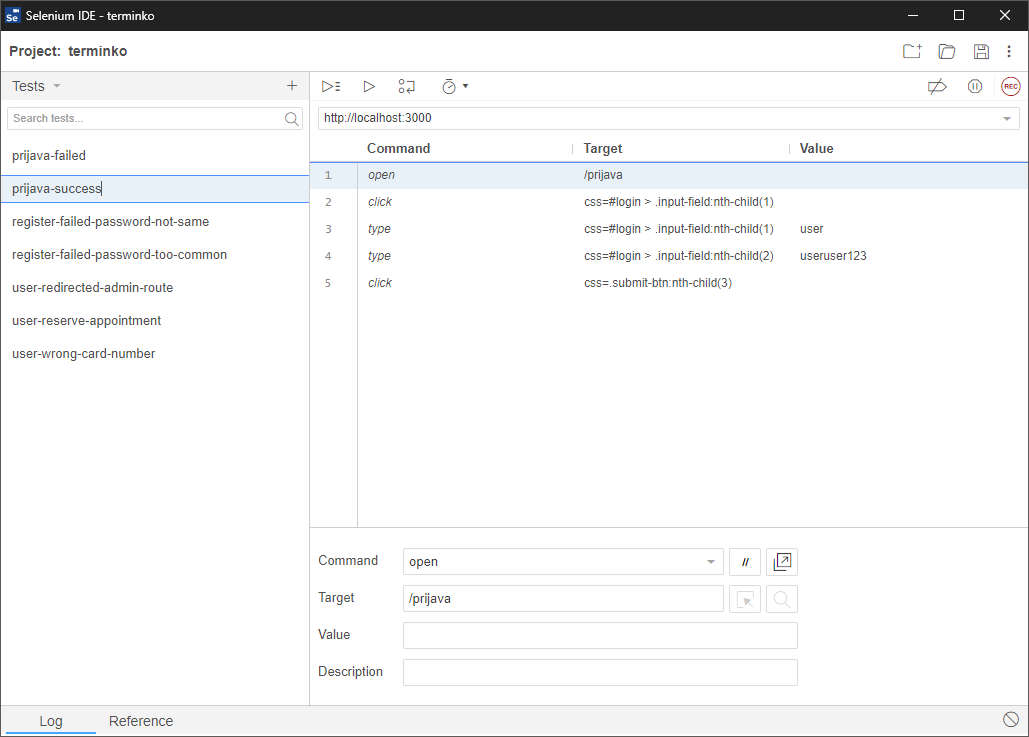 Se Selenium IDE - terminko
Project: terminko
Tests
REC
Search tests...
http://localhost:3000
Command Target Value
prijava-failed
prijava-success
register-failed-password-not-same
register-failed-password-too-common
user-redirected-admin-route
user-reserve-appointment
user-wrong-card-number
1 open /prijava
2 click css=#login > .input-field:nth-child(1)
3 type css=#login > .input-field:nth-child(1) user
4 type css=#login > .input-field:nth-child(2) useruser123
5 click css=.submit-btn:nth-child(3)
Command open //
Target /prijava
Value
Description
Log Reference